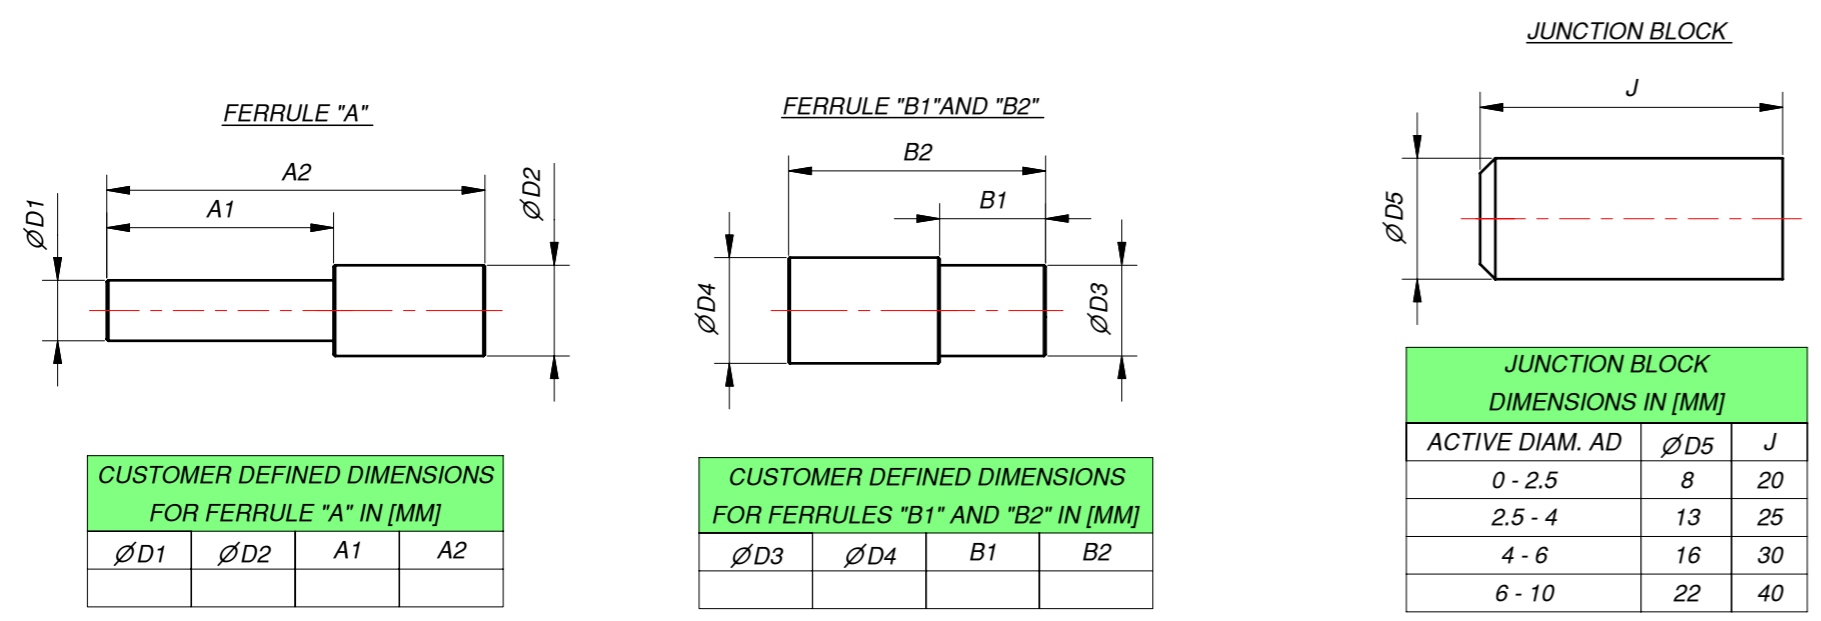 JUNCTION BLOCK
FERRULE "A"
FERRULE "B1"AND "B2"
J
A2
A1
ØD1
ØD2
B2
B1
ØD4
ØD3
ØD5
CUSTOMER DEFINED DIMENSIONS
FOR FERRULE "A" IN [MM]
ØD1 ØD2 A1 A2
CUSTOMER DEFINED DIMENSIONS
FOR FERRULES "B1" AND "B2" IN [MM]
ØD3 ØD4 B1 B2
JUNCTION BLOCK
DIMENSIONS IN [MM]
ACTIVE DIAM. AD ØD5 J
0 - 2.5 8 20
2.5 - 4 13 25
4 - 6 16 30
6 - 10 22 40